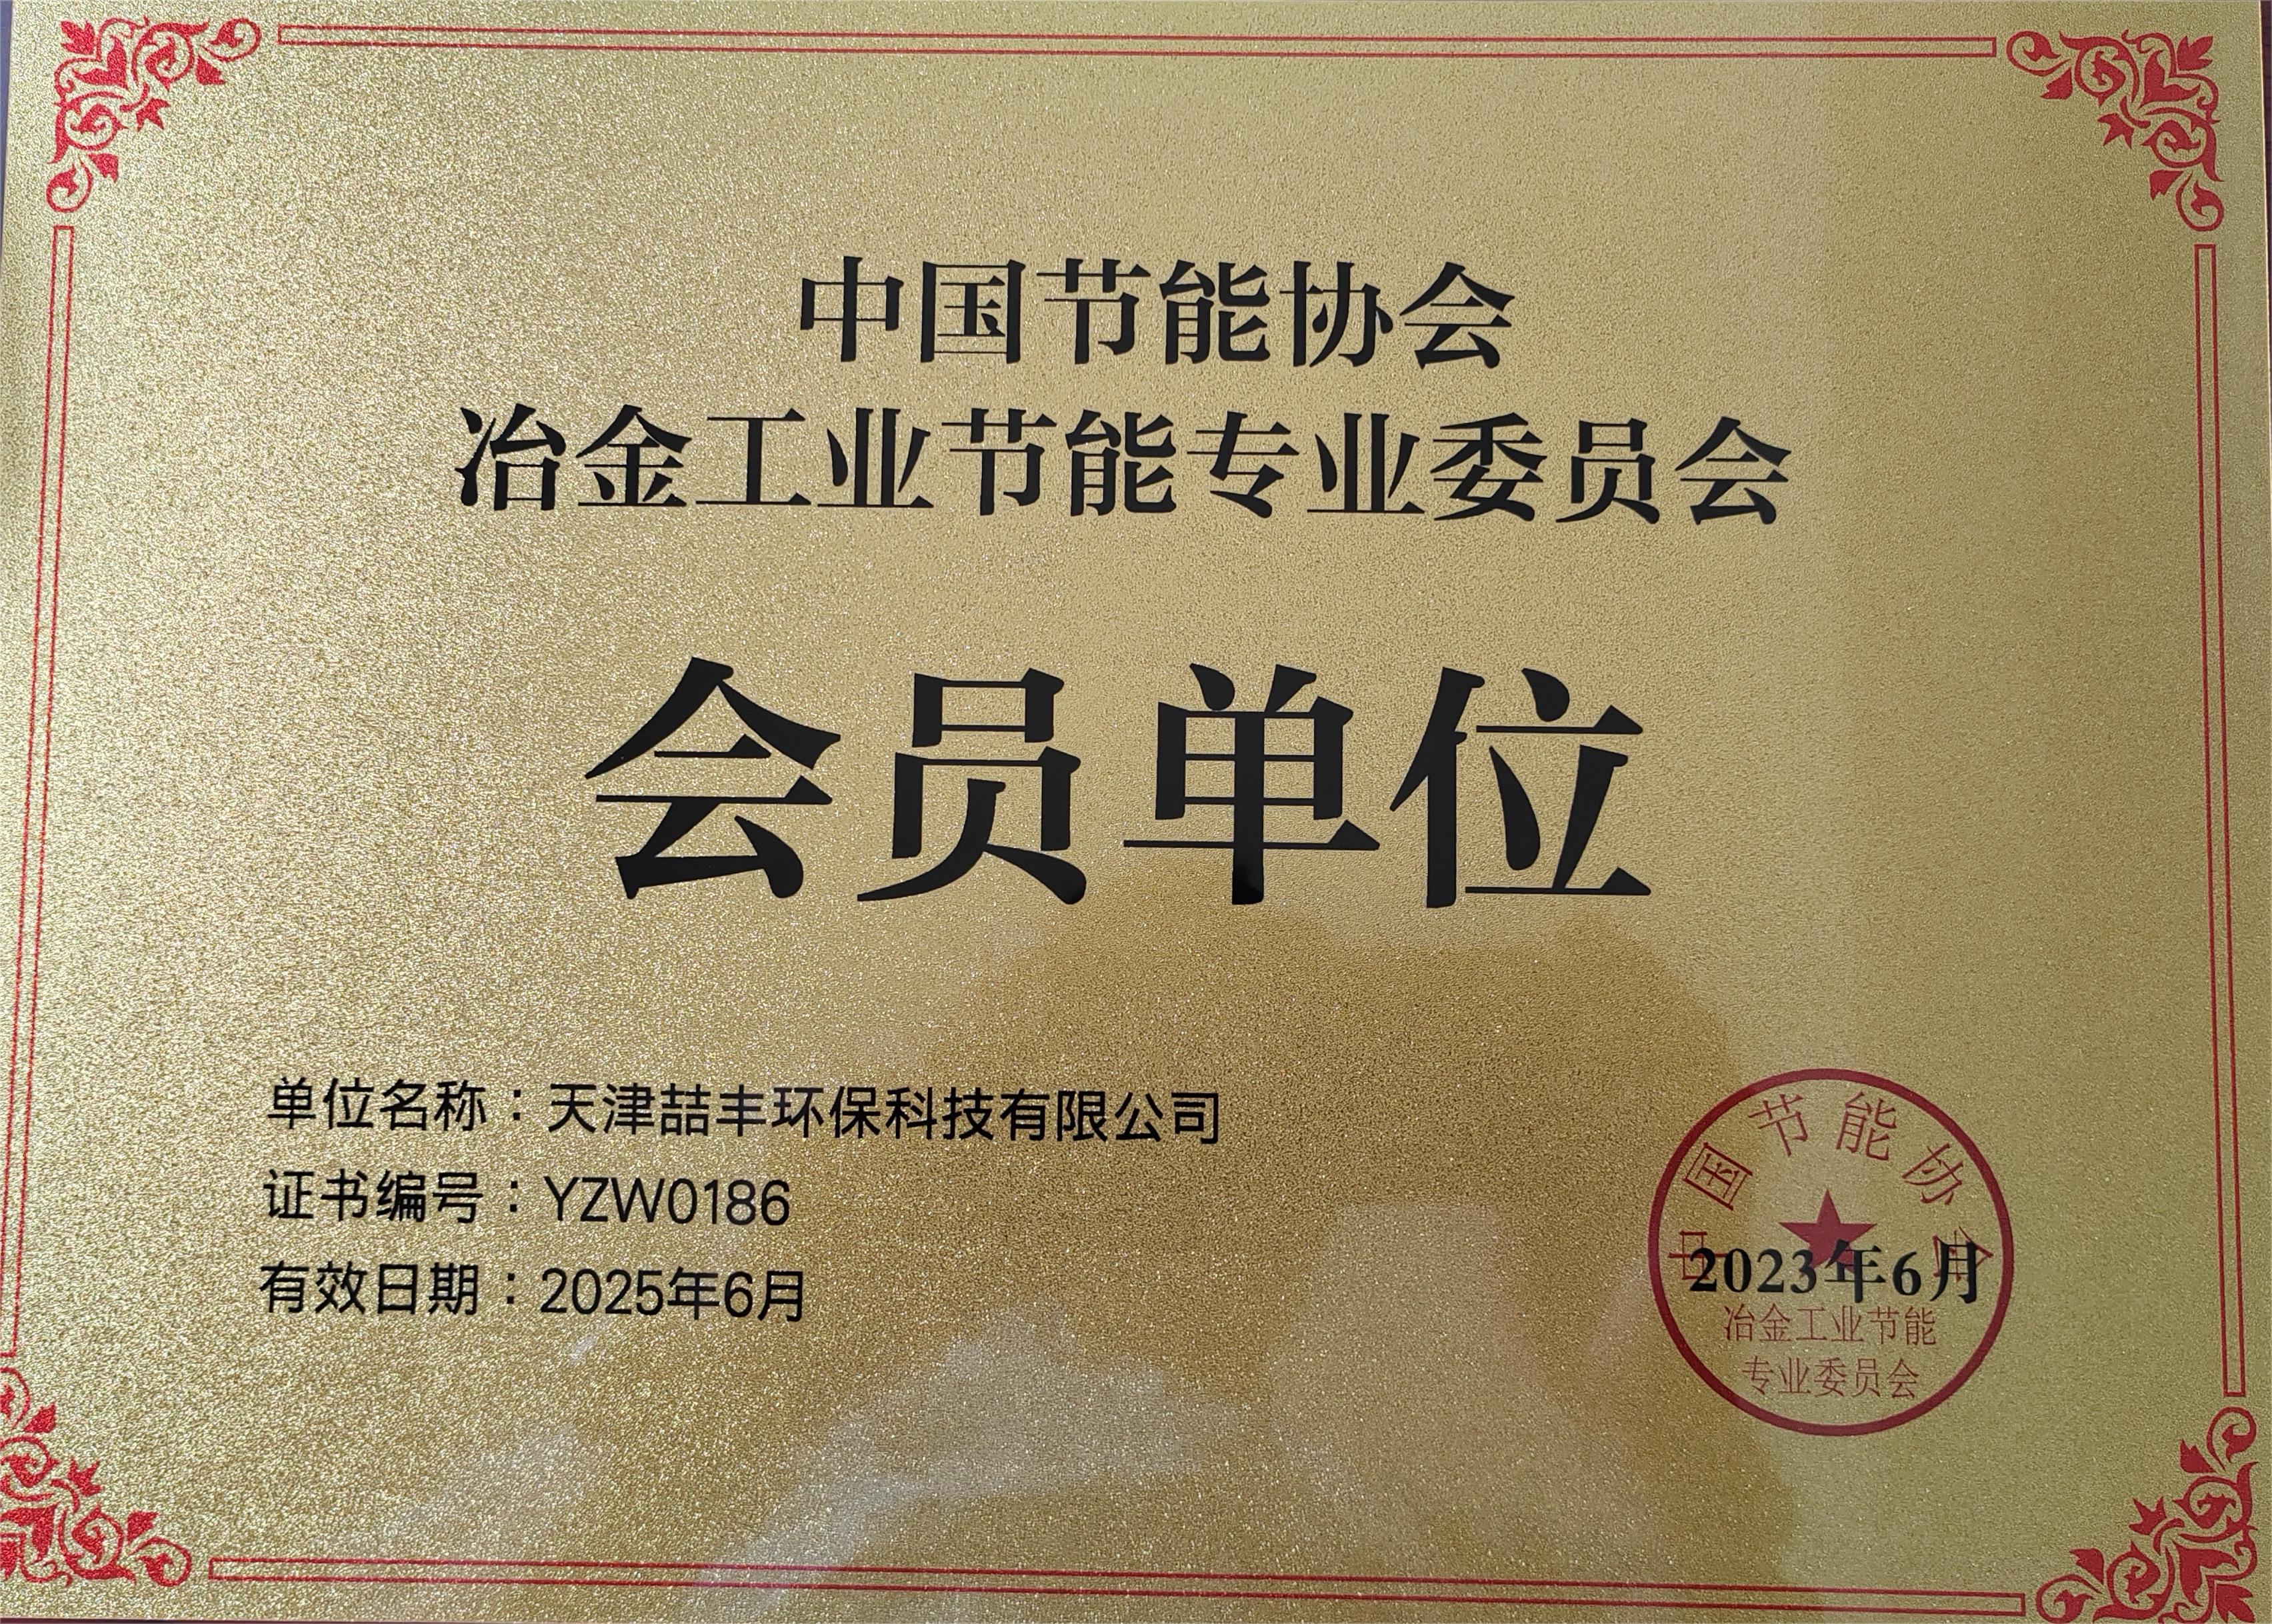 中国节能协会
冶金工业节能专业委员会
会员单位
单位名称：天津喆丰环保科技有限公司
证书编号：YZW0186
有效日期：2025年6月
中国节能协会
2023年6月
冶金工业节能
专业委员会